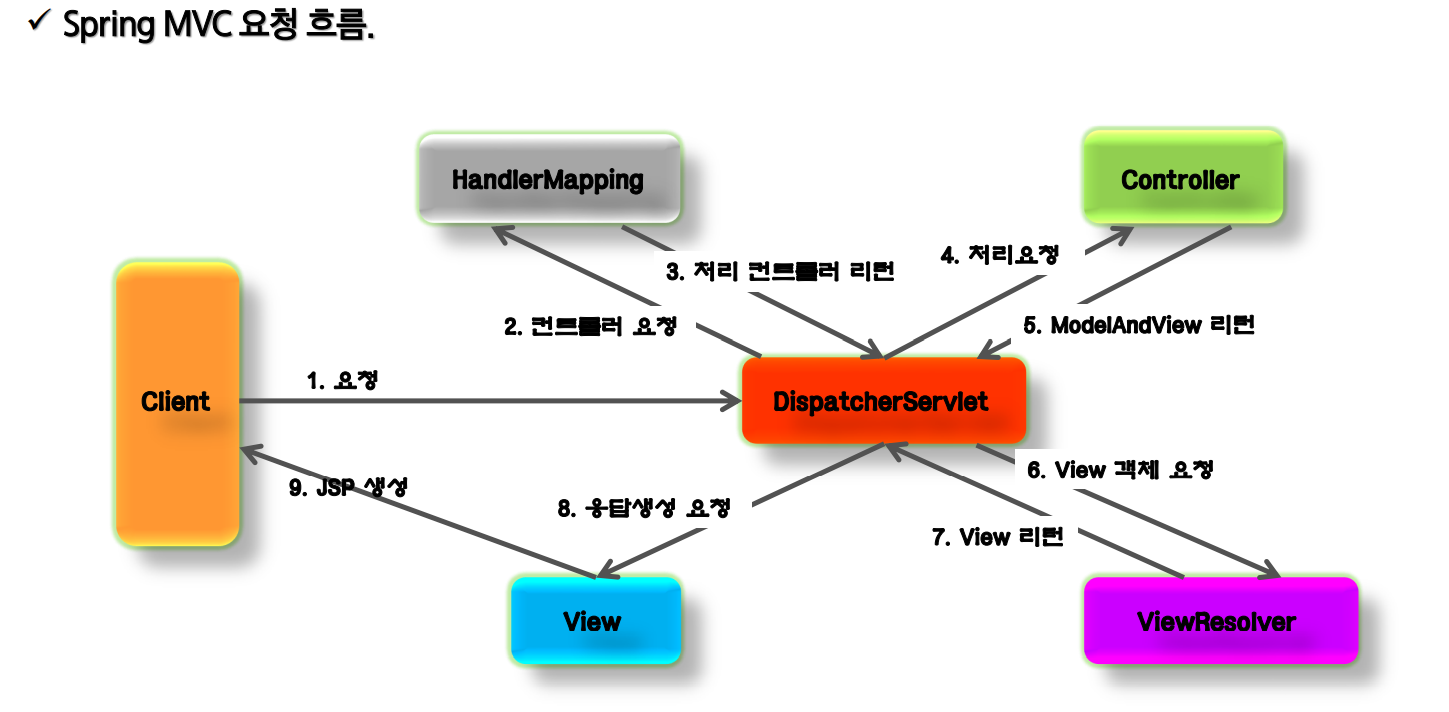 ✓ Spring MVC 요청 흐름.
HandlerMapping
Controller
4. 처리요청
3. 처리 컨트롤러 리턴
2. 컨트롤러 요청
5. ModelAndView 리턴
1. 요청
Client
DispatcherServlet
6. View 객체 요청
9. JSP 생성
8. 응답생성 요청
7. View 리턴
View
ViewResolver